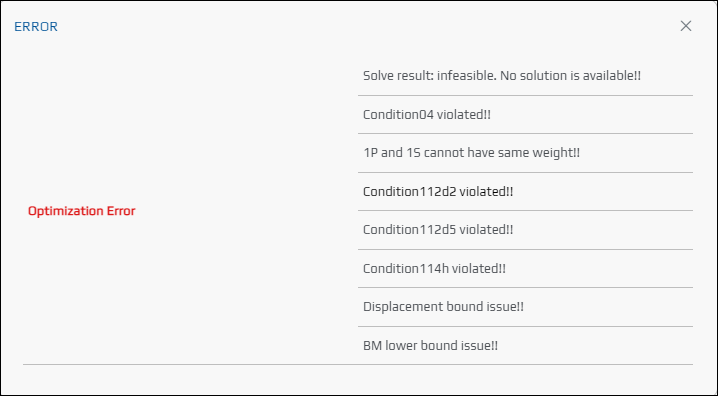 ERROR
Solve result: infeasible. No solution is available!!
Condition04 violated!!
1P and 1S cannot have same weight!!
Condition112d2 violated!!
Optimization Error
Condition112d5 violated!!
Condition114h violated!!
Displacement bound issue!!
BM lower bound issue!!